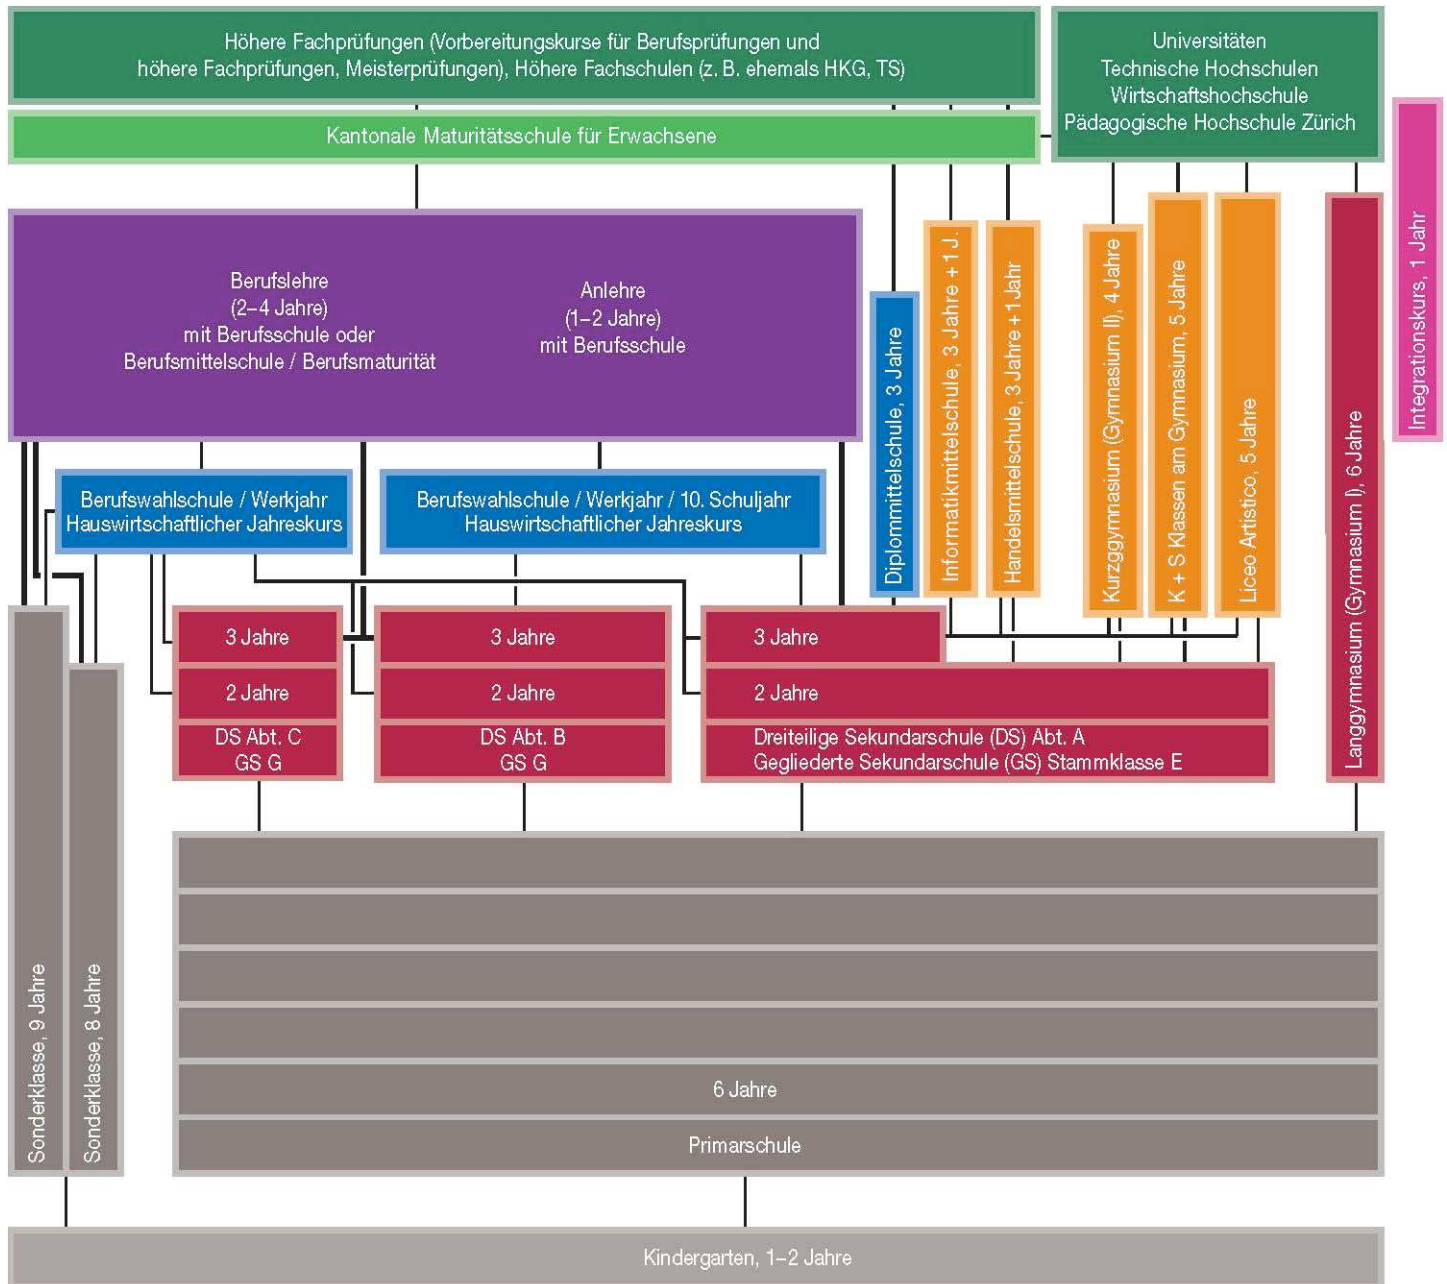 Höhere Fachprüfungen (Vorbereitungskurse für Berufsprüfungen und
höhere Fachprüfungen, Meisterprüfungen), Höhere Fachschulen (z. B. ehemals HKG, TS)
Universitäten
Technische Hochschulen
Wirtschaftshochschule
Pädagogische Hochschule Zürich
Kantonale Maturitätsschule für Erwachsene
Integrationskurs, 1 Jahr
Berufslehre
(2–4 Jahre)
mit Berufsschule oder
Berufsmittelschule / Berufsmaturität
Anlehre
(1–2 Jahre)
mit Berufsschule
Diplommittelschule, 3 Jahre
Informatikmittelschule, 3 Jahre + 1 J.
Handelsmittelschule, 3 Jahre + 1 Jahr
Kurzggymnasium (Gymnasium II), 4 Jahre
K + S Klassen am Gymnasium, 5 Jahre
Liceo Artistico, 5 Jahre
Langgymnasium (Gymnasium I), 6 Jahre
Berufswahlschule / Werkjahr
Hauswirtschaftlicher Jahreskurs
Berufswahlschule / Werkjahr / 10. Schuljahr
Hauswirtschaftlicher Jahreskurs
3 Jahre
2 Jahre
DS Abt. C
GS G
3 Jahre
2 Jahre
DS Abt. B
GS G
3 Jahre
2 Jahre
Dreiteilige Sekundarschule (DS) Abt. A
Gegliederte Sekundarschule (GS) Stammklasse E
Sonderklasse, 9 Jahre
Sonderklasse, 8 Jahre
6 Jahre
Primarschule
Kindergarten, 1–2 Jahre